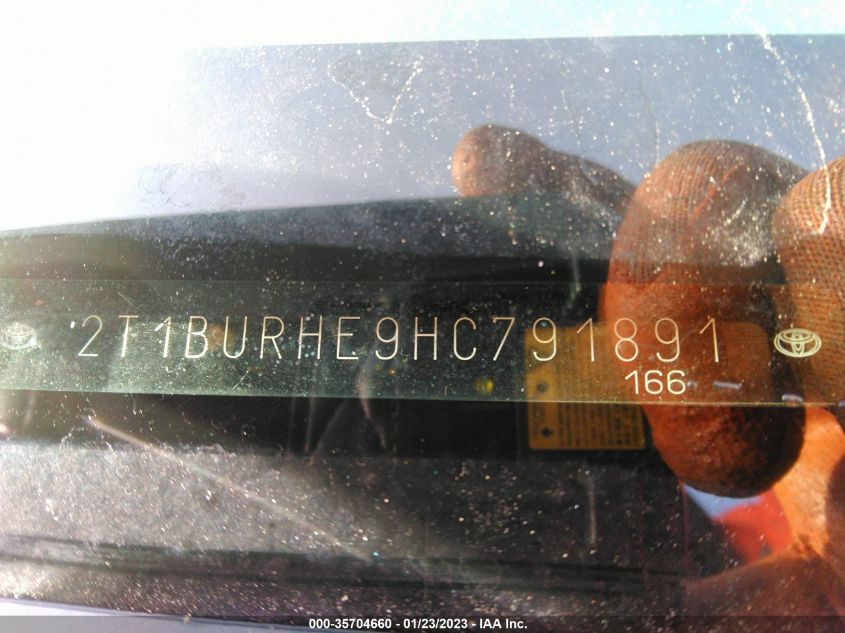 2T1BURHE9HC791891
166
000-35704660 - 01/23/2023 - IAA Inc.